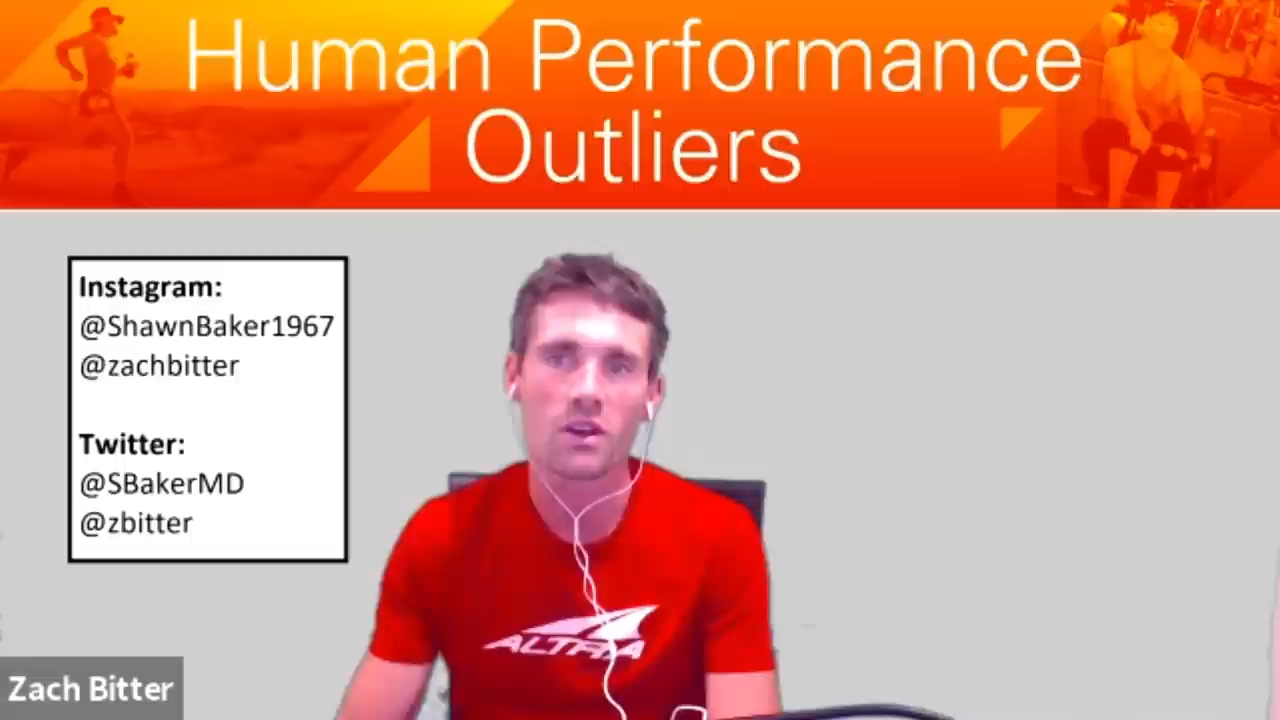 Human Performance
Outliers
Instagram:
@ShawnBaker1967
@zachbitter
Twitter:
@SBakerMD
@zbitter
ALTRA
Zach Bitter